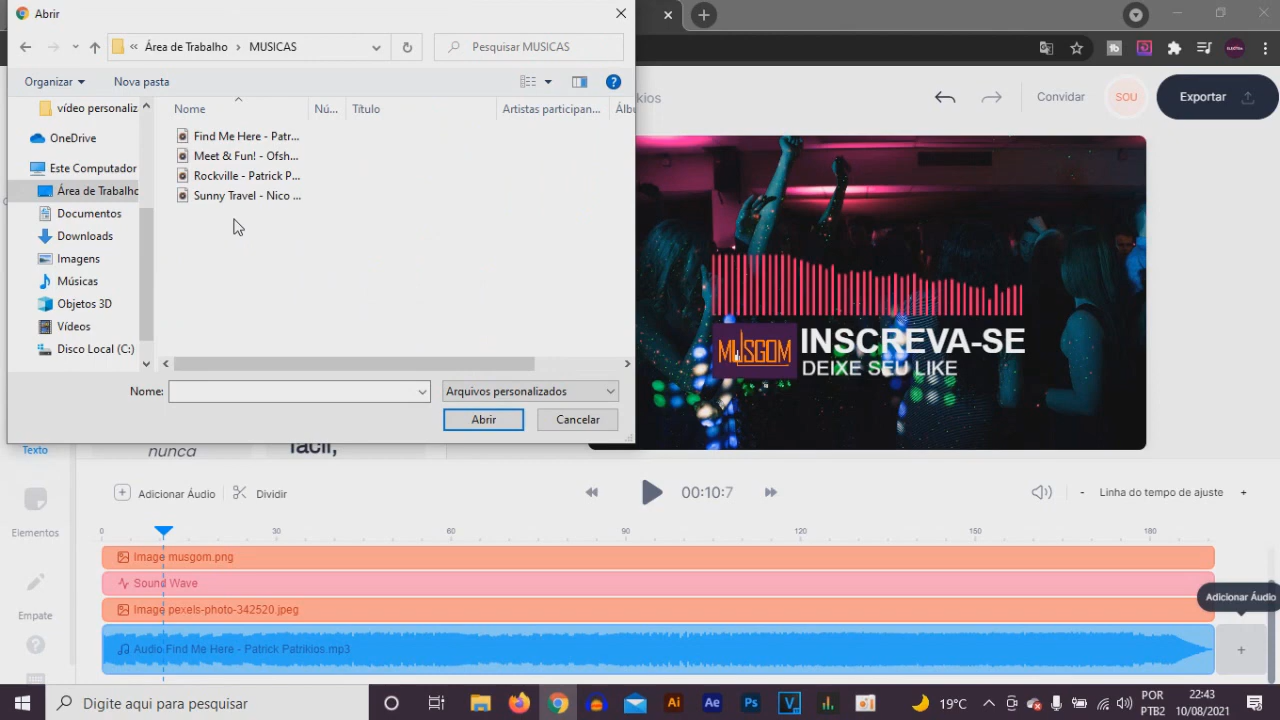 Abrir
Área de Trabalho
MUSICAS
Pesquisar MUSICAS
Organizar
Nova pasta
vídeo personaliz
OneDrive
Este Computador
Área de Trabalho
Documentos
Downloads
Imagens
Músicas
Objetos 3D
Vídeos
Disco Local (C:)
Nome
Nú...
Título
Artistas participan...
Álbu
Find Me Here - Patr...
Meet & Fun! - Ofsh...
Rockville - Patrick P...
Sunny Travel - Nico ...
Nome:
Arquivos personalizados
Abrir
Cancelar
kios
Convidar
SOU
Exportar
MUSGOM
INSCREVA-SE
DEIXE SEU LIKE
Texto
nunca
fácil,
Elementos
Empate
Adicionar Áudio
Dividir
00:10:7
- Linha do tempo de ajuste +
0 30 60 90 120 150 180
Image musgom.png
Sound Wave
Image pexels-photo-342520.jpeg
Audio Find Me Here - Patrick Patrikios.mp3
Adicionar Áudio
+
Digite aqui para pesquisar
Ai
Ae
Ps
V
19°C
POR
PTB2
22:43
10/08/2021